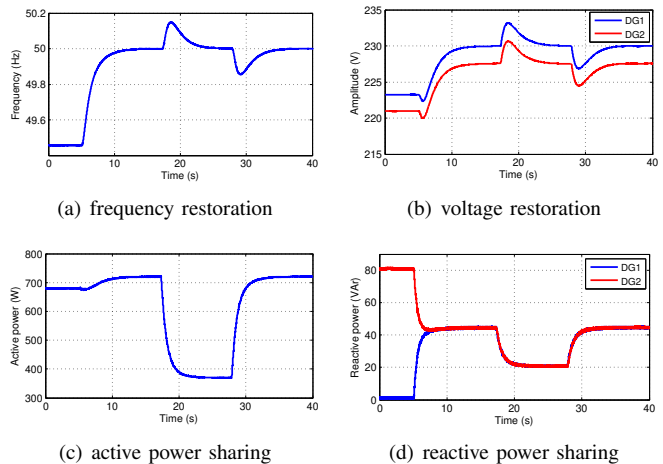 50.2
50
49.8
49.6
Frequency (Hz)
0 10 20 30 40
Time (s)
(a) frequency restoration
235
230
225
220
215
Amplitude (V)
DG1
DG2
0 10 20 30 40
Time (s)
(b) voltage restoration
800
700
600
500
400
300
Active power (W)
0 10 20 30 40
Time (s)
(c) active power sharing
80
60
40
20
0
Reactive power (VAr)
DG1
DG2
0 10 20 30 40
Time (s)
(d) reactive power sharing